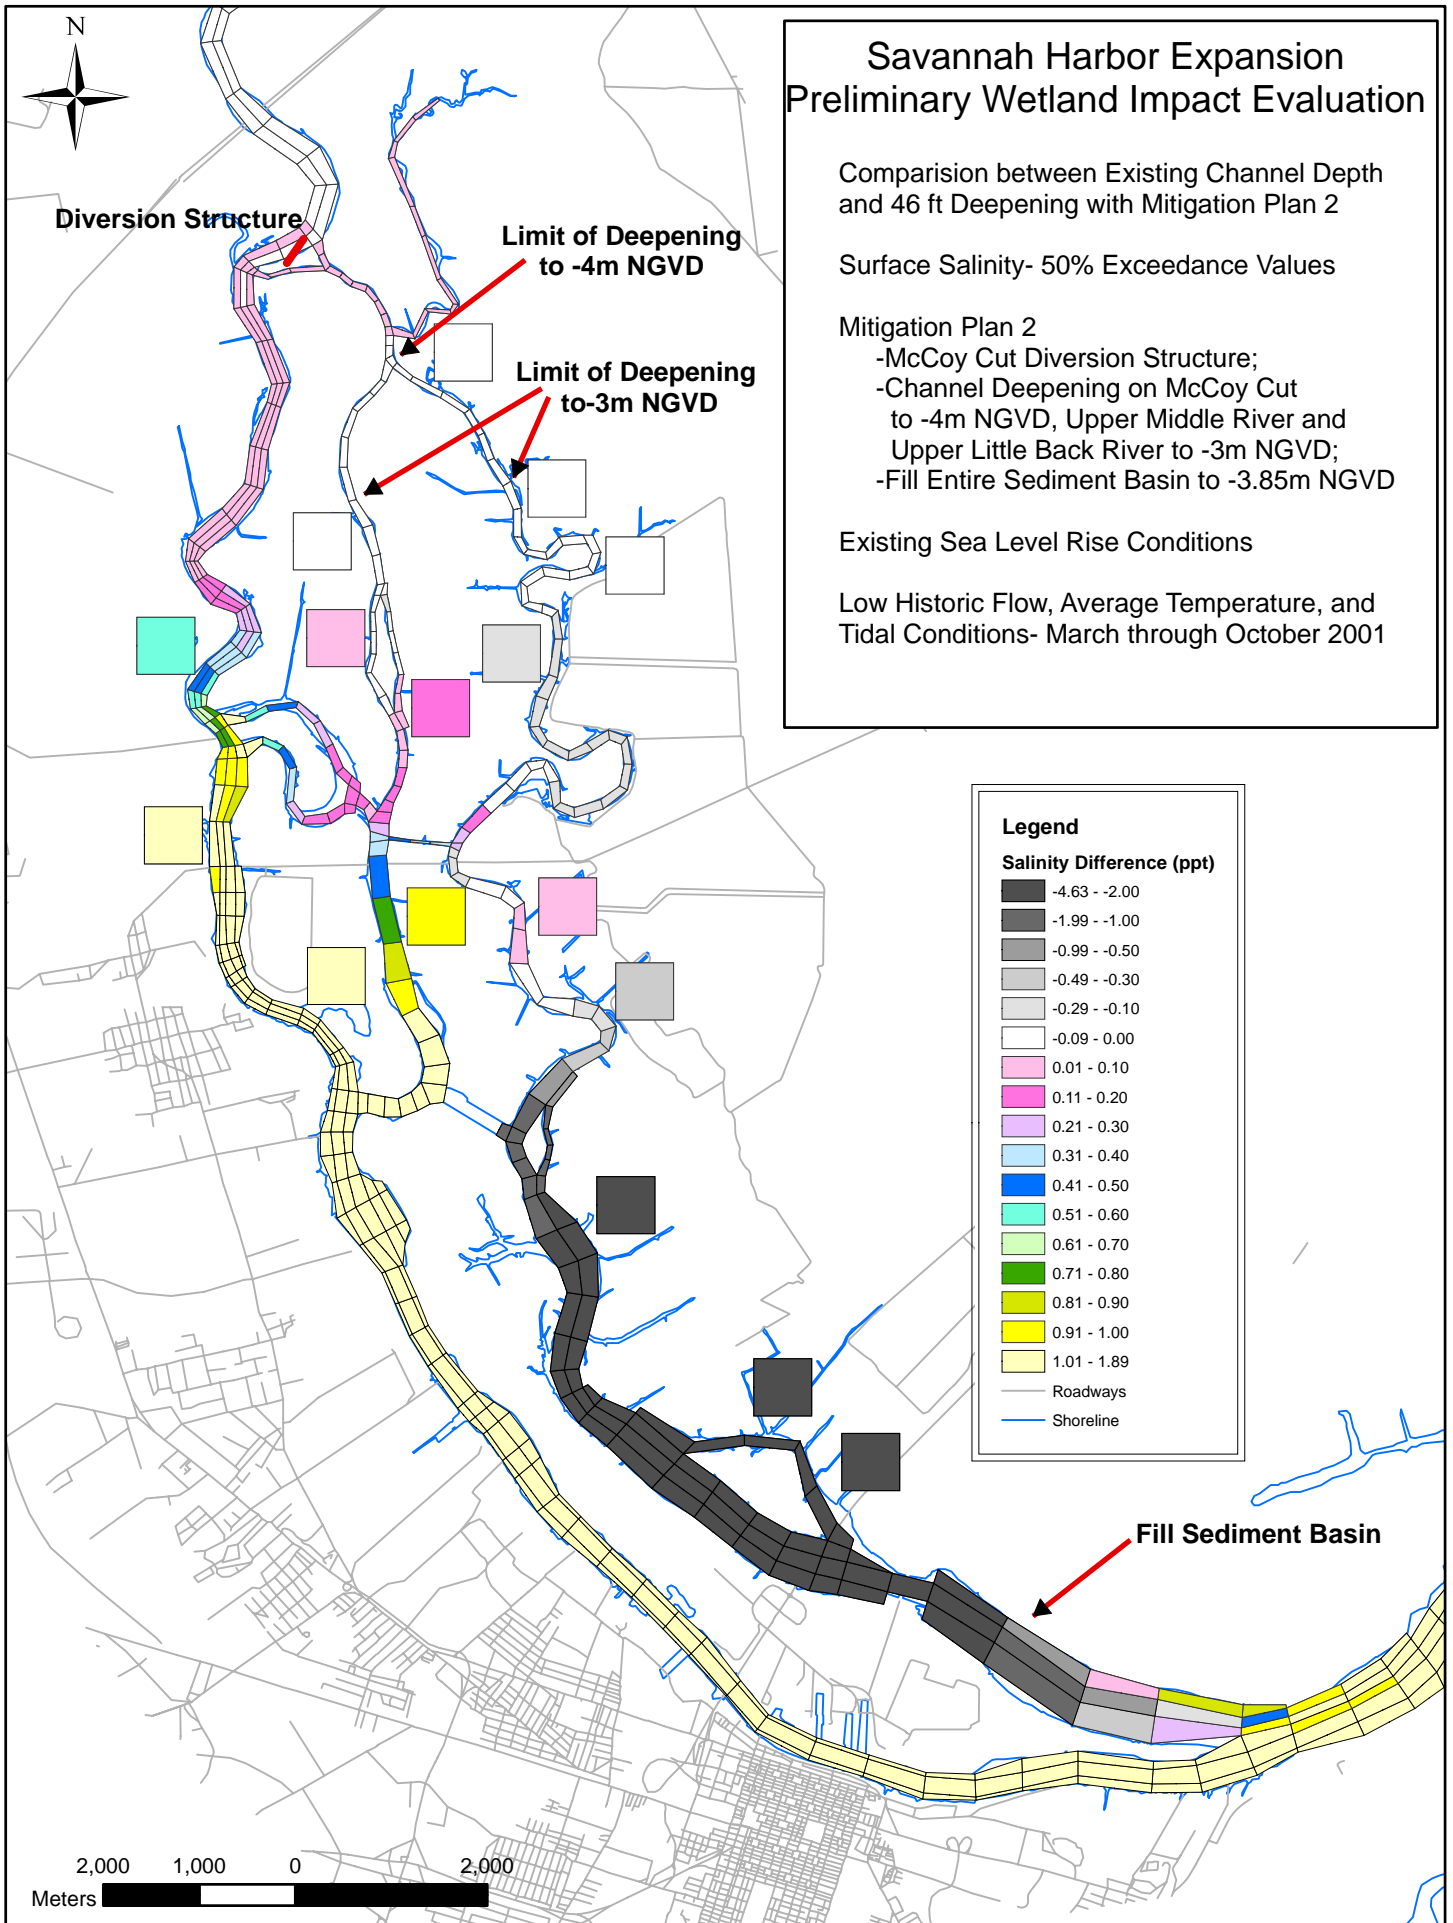 N
Savannah Harbor Expansion
Preliminary Wetland Impact Evaluation
Comparision between Existing Channel Depth
and 46 ft Deepening with Mitigation Plan 2
Surface Salinity- 50% Exceedance Values
Mitigation Plan 2
-McCoy Cut Diversion Structure;
-Channel Deepening on McCoy Cut
to -4m NGVD, Upper Middle River and
Upper Little Back River to -3m NGVD;
-Fill Entire Sediment Basin to -3.85m NGVD
Existing Sea Level Rise Conditions
Low Historic Flow, Average Temperature, and
Tidal Conditions- March through October 2001
Diversion Structure
Limit of Deepening
to -4m NGVD
Limit of Deepening
to-3m NGVD
Legend
Salinity Difference (ppt)
-4.63 - -2.00
-1.99 - -1.00
-0.99 - -0.50
-0.49 - -0.30
-0.29 - -0.10
-0.09 - 0.00
0.01 - 0.10
0.11 - 0.20
0.21 - 0.30
0.31 - 0.40
0.41 - 0.50
0.51 - 0.60
0.61 - 0.70
0.71 - 0.80
0.81 - 0.90
0.91 - 1.00
1.01 - 1.89
Roadways
Shoreline
Fill Sediment Basin
2,000 1,000 0 2,000
Meters